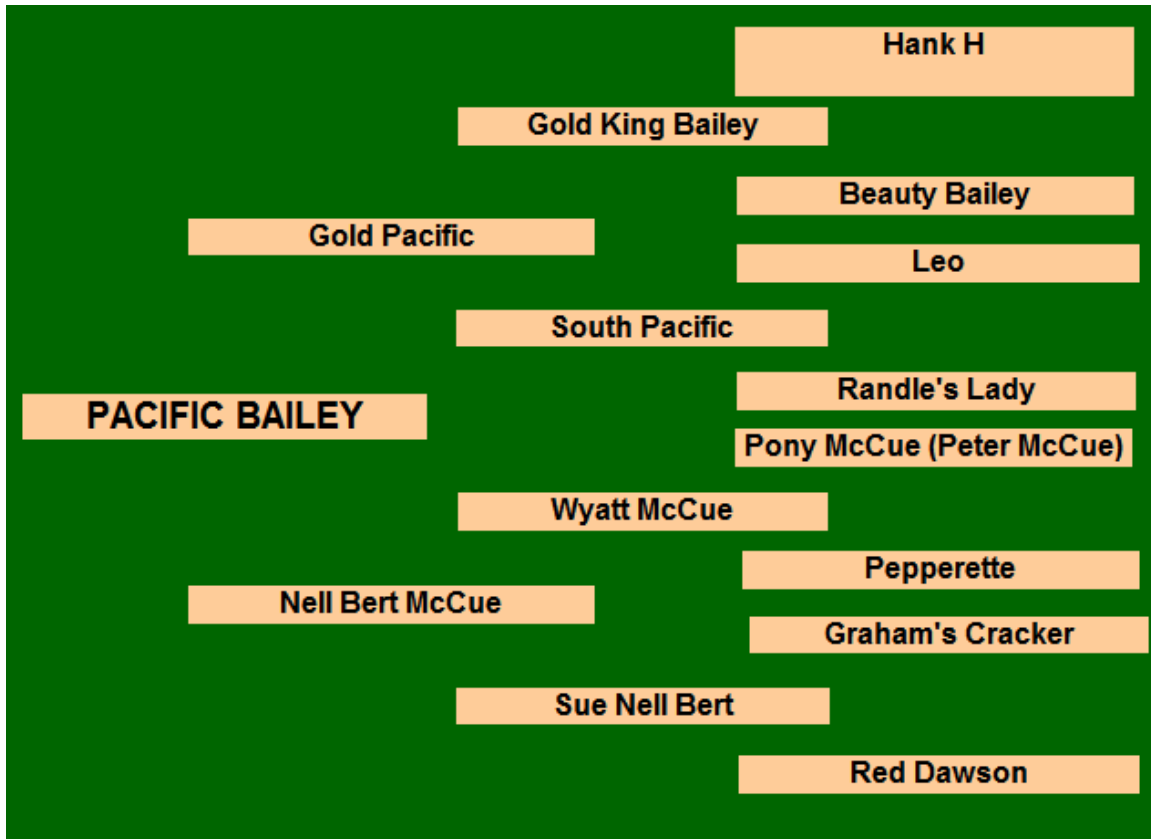 Hank H
Gold King Bailey
Beauty Bailey
Gold Pacific
Leo
South Pacific
Randle's Lady
PACIFIC BAILEY
Pony McCue (Peter McCue)
Wyatt McCue
Pepperette
Nell Bert McCue
Graham's Cracker
Sue Nell Bert
Red Dawson